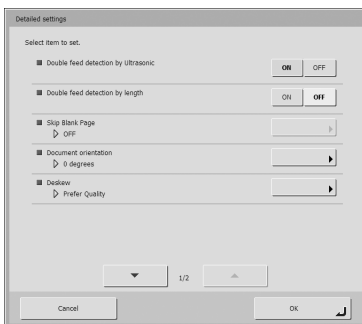 Detailed settings
Select item to set.
Double feed detection by Ultrasonic
ON OFF
Double feed detection by length
ON OFF
Skip Blank Page
OFF
Document orientation
0 degrees
Deskew
Prefer Quality
1/2
Cancel OK